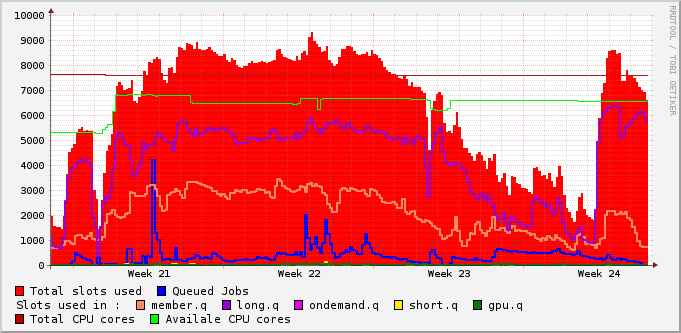 RRDTOOL / TOBI OETIKER
10000
9000
8000
7000
6000
5000
4000
3000
2000
1000
0
Week 21 Week 22 Week 23 Week 24
Total slots used Queued Jobs
Slots used in : member.q long.q ondemand.q short.q gpu.q
Total CPU cores Availale CPU cores